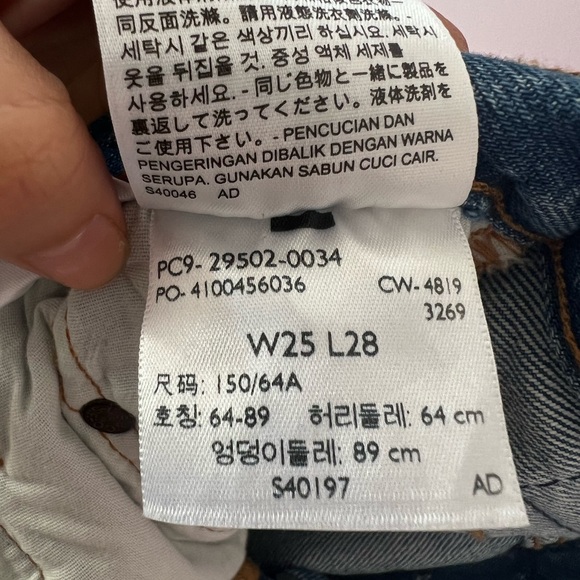 同反面洗滌。請用液態洗衣劑洗滌。
세탁시 같은 색상끼리 하십시요. 세탁시
옷을 뒤집을 것. 중성 액체 세제를
사용하세요. - 同じ色物と一緒に製品を
裏返して洗ってください。液体洗剤を
ご使用下さい。- PENCUCIAN DAN
PENGERINGAN DIBALIK DENGAN WARNA
SERUPA. GUNAKAN SABUN CUCI CAIR.
S40046 AD
PC9- 29502-0034
PO- 4100456036 CW- 4819
3269
W25 L28
尺码: 150/64A
호칭: 64-89 허리둘레: 64 cm
엉덩이둘레: 89 cm
S40197 AD